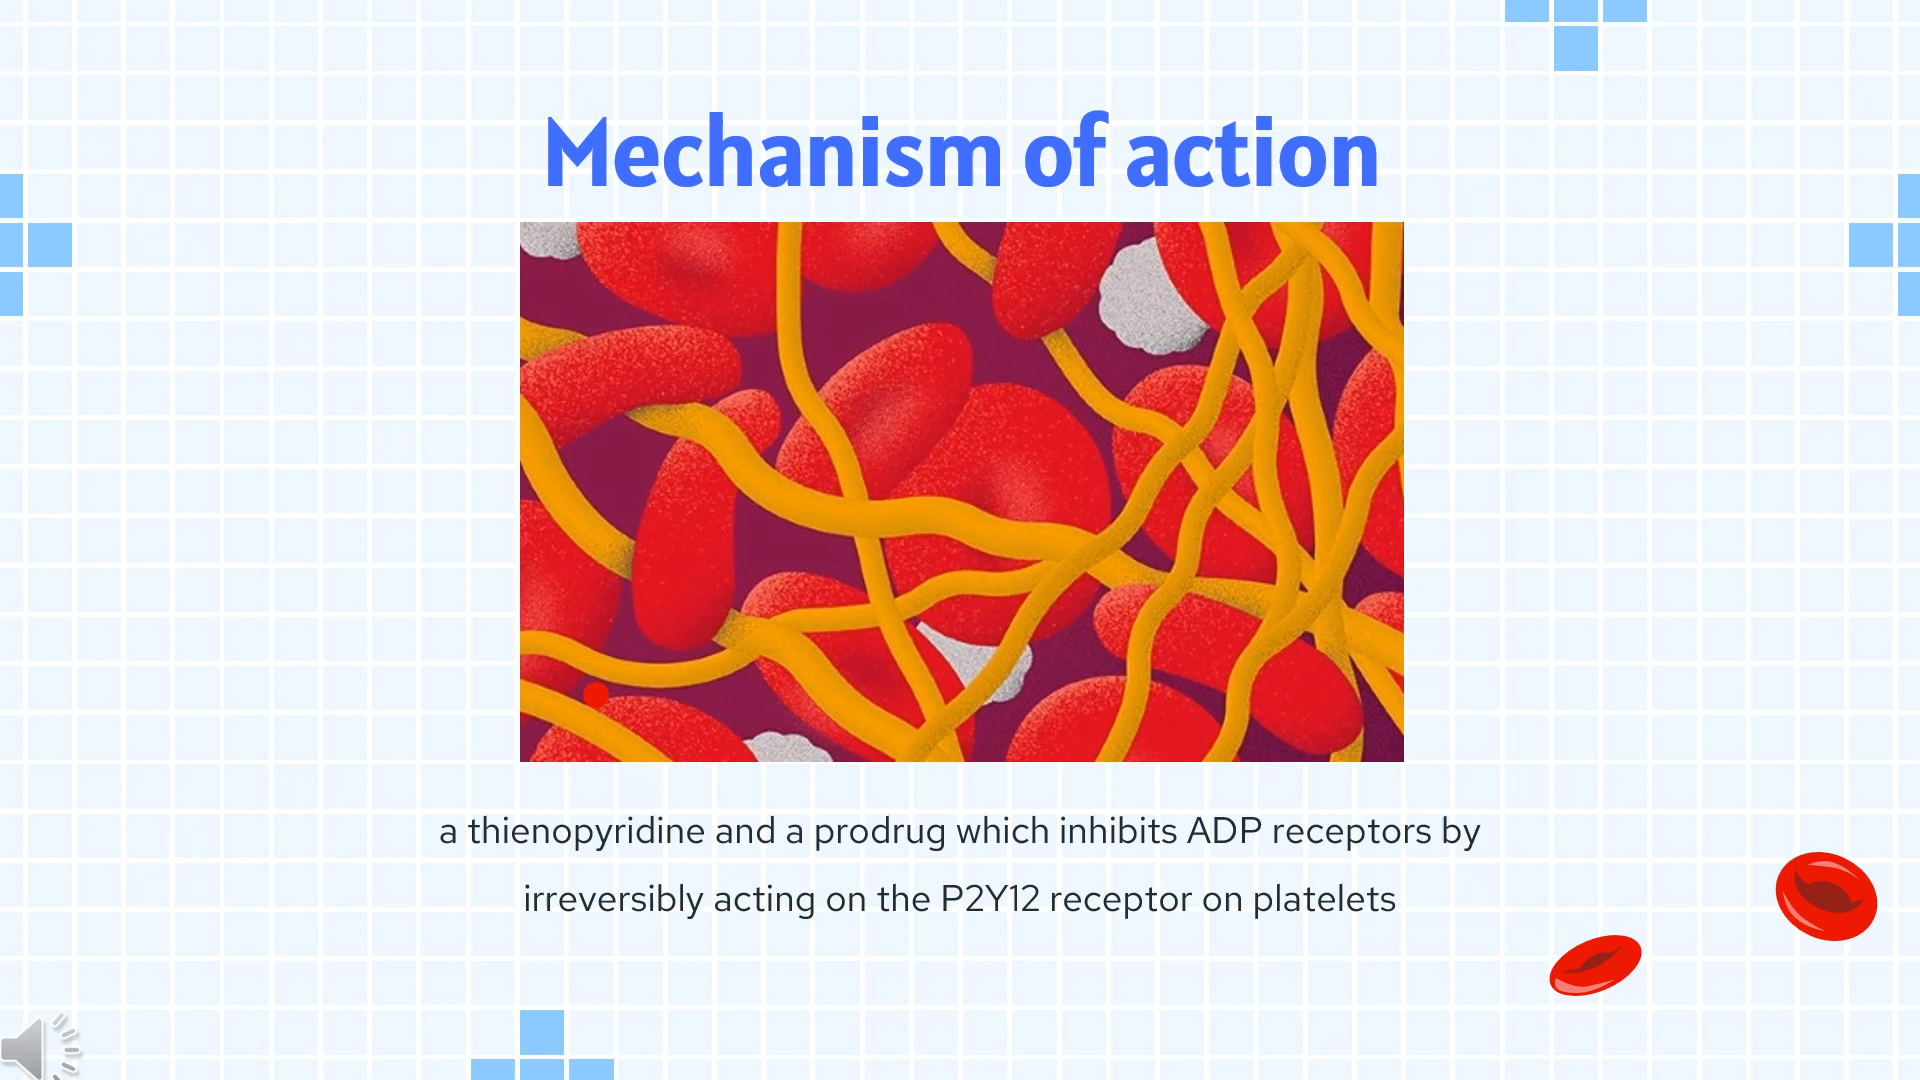 Mechanism of action
a thienopyridine and a prodrug which inhibits ADP receptors by
irreversibly acting on the P2Y12 receptor on platelets